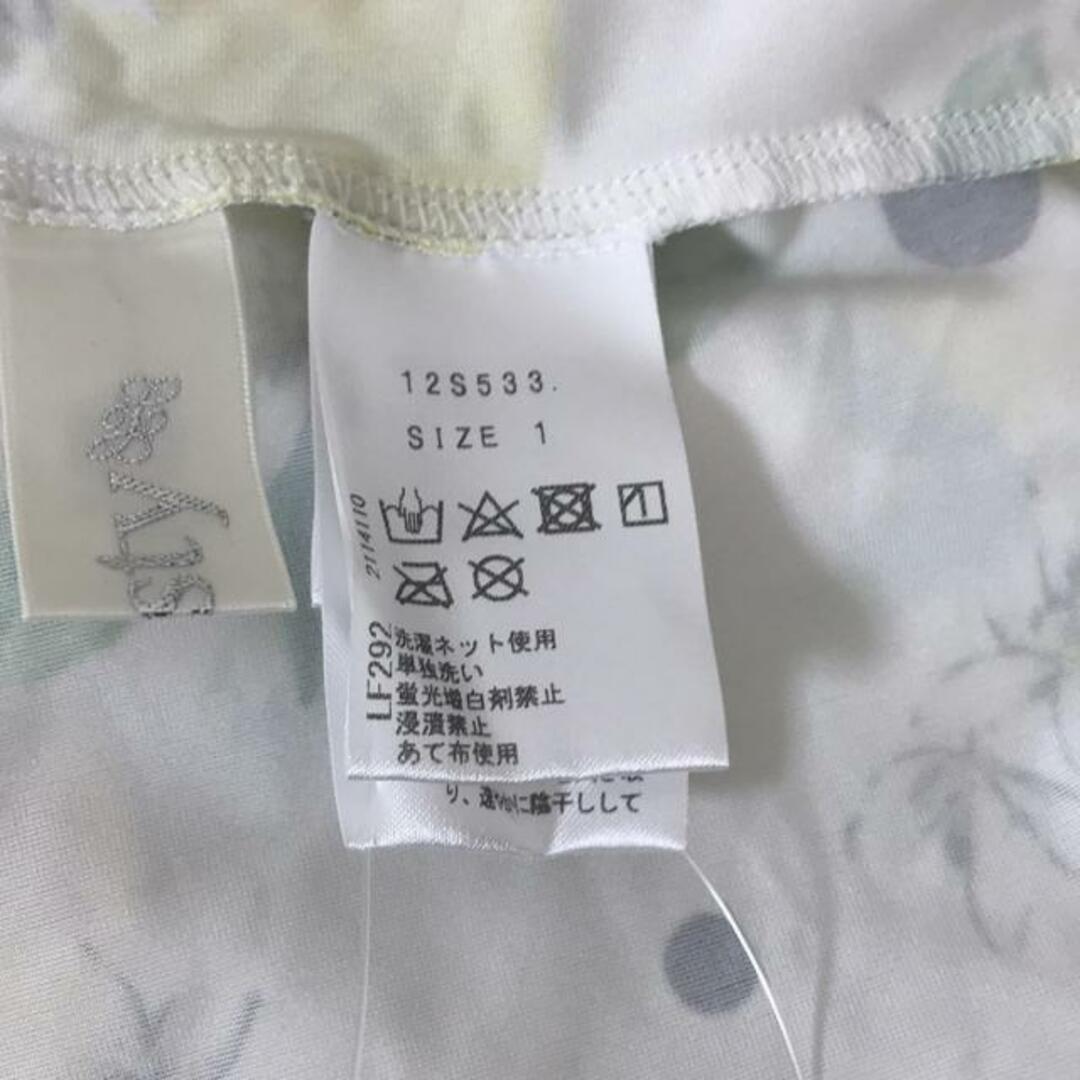 sty
12S533.
SIZE 1
2114110
LF292
洗濯ネット使用
単独洗い
蛍光増白剤禁止
浸漬禁止
あて布使用
り、速やかに陰干しして